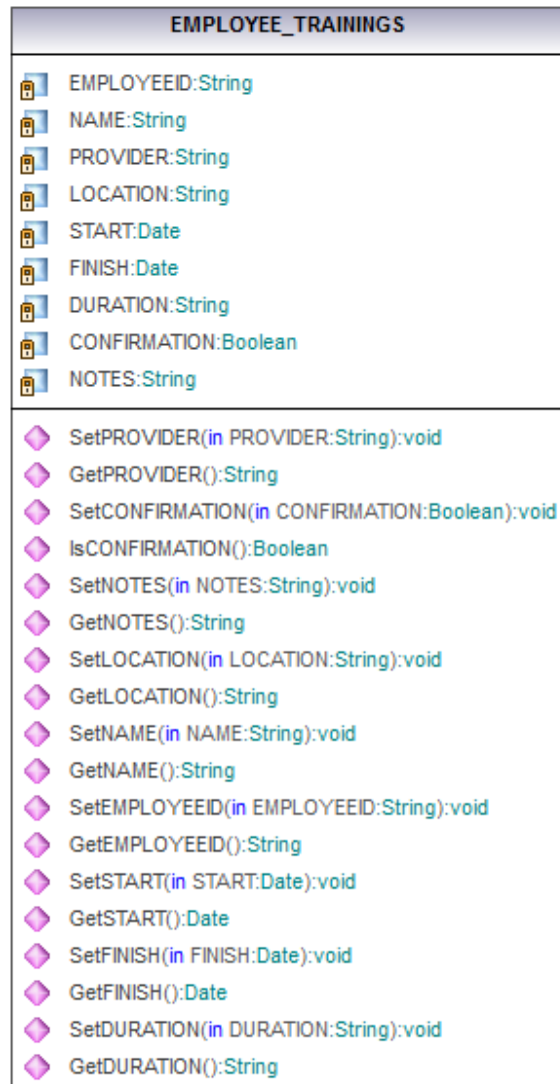 EMPLOYEE_TRAININGS
EMPLOYEEID:String
NAME:String
PROVIDER:String
LOCATION:String
START:Date
FINISH:Date
DURATION:String
CONFIRMATION:Boolean
NOTES:String
SetPROVIDER(in PROVIDER:String):void
GetPROVIDER():String
SetCONFIRMATION(in CONFIRMATION:Boolean):void
IsCONFIRMATION():Boolean
SetNOTES(in NOTES:String):void
GetNOTES():String
SetLOCATION(in LOCATION:String):void
GetLOCATION():String
SetNAME(in NAME:String):void
GetNAME():String
SetEMPLOYEEID(in EMPLOYEEID:String):void
GetEMPLOYEEID():String
SetSTART(in START:Date):void
GetSTART():Date
SetFINISH(in FINISH:Date):void
GetFINISH():Date
SetDURATION(in DURATION:String):void
GetDURATION():String